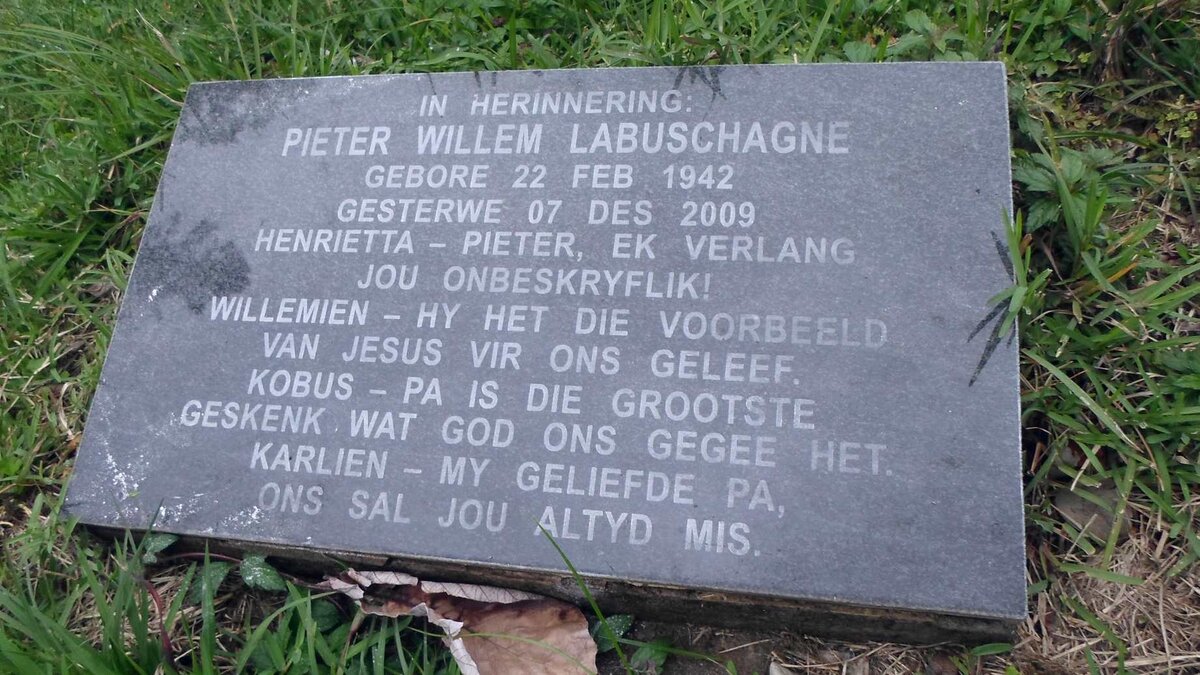 IN HERINNERING:
PIETER WILLEM LABUSCHAGNE
GEBORE 22 FEB 1942
GESTERWE 07 DES 2009
HENRIETTA – PIETER, EK VERLANG
JOU ONBESKRYFLIK!
WILLEMIEN – HY HET DIE VOORBEELD
VAN JESUS VIR ONS GELEEF.
KOBUS – PA IS DIE GROOTSTE
GESKENK WAT GOD ONS GEGEE HET.
KARLIEN – MY GELIEFDE PA,
ONS SAL JOU ALTYD MIS.